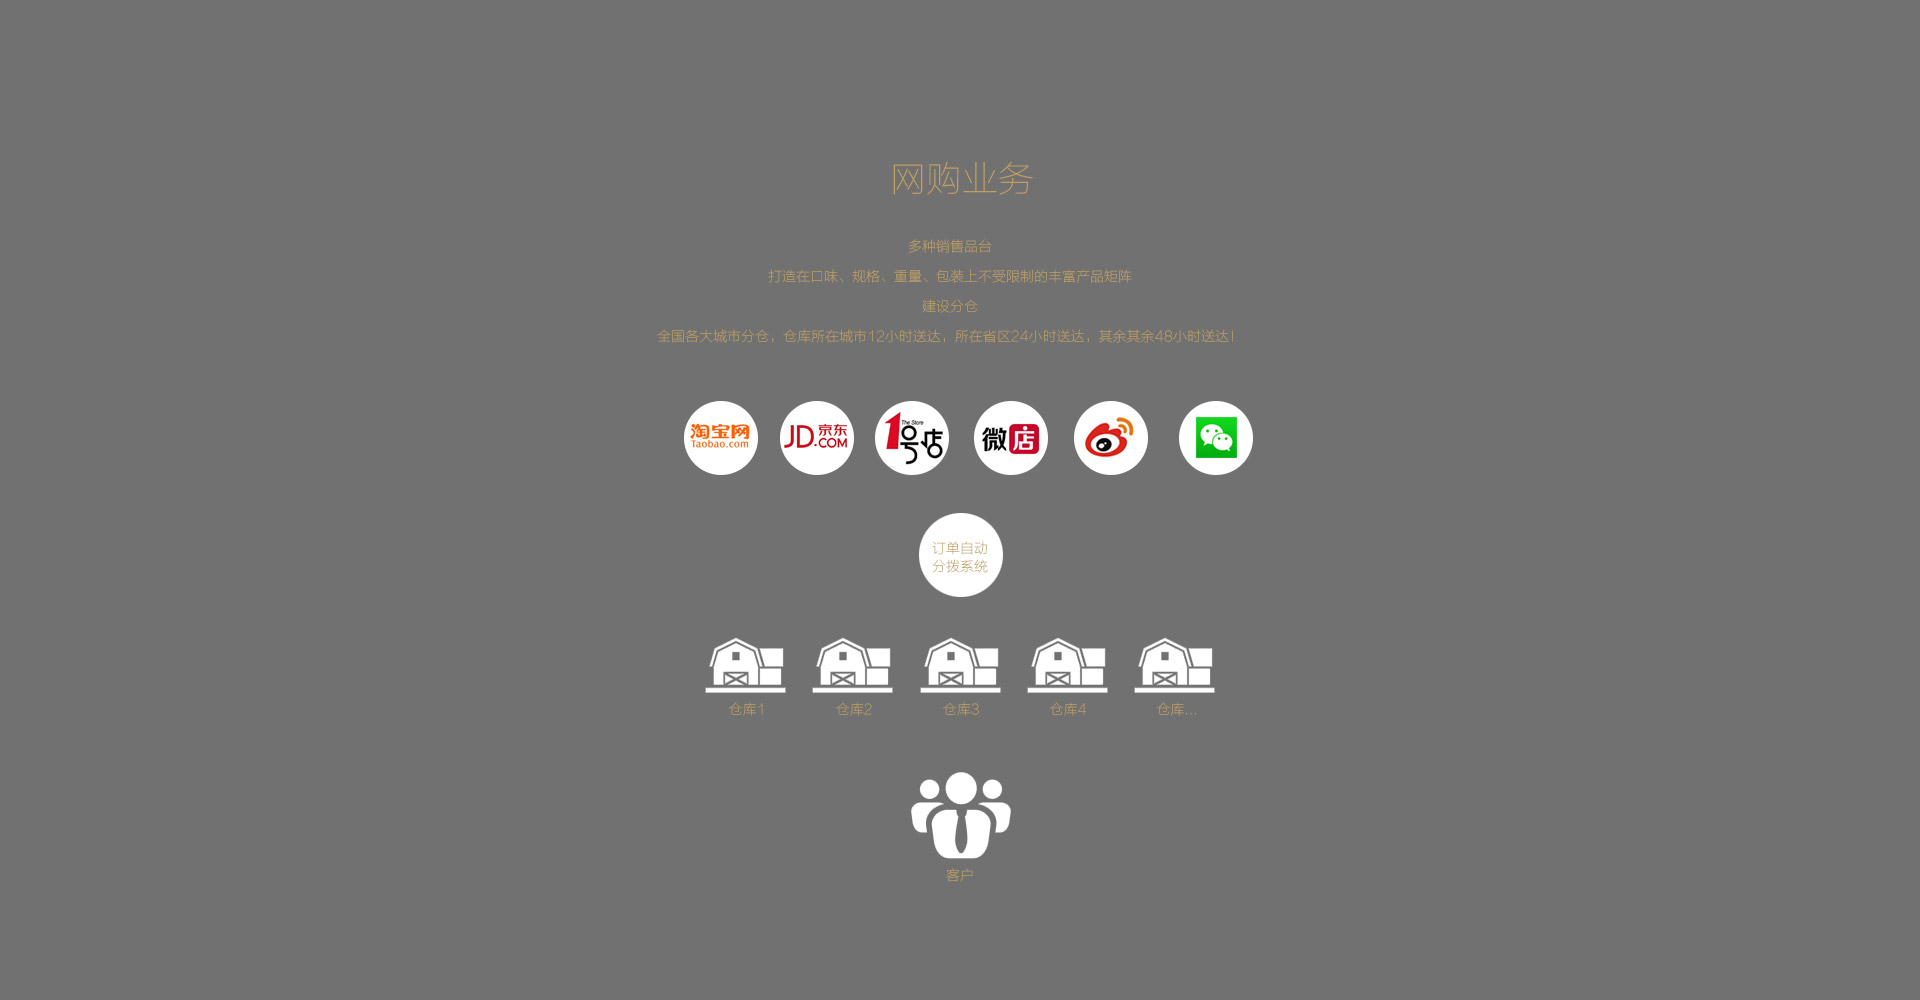 网购业务
多种销售品台
打造在口味、规格、重量、包装上不受限制的丰富产品矩阵
建设分仓
全国各大城市分仓，仓库所在城市12小时送达，所在省区24小时送达，其余其余48小时送达！
淘宝网
Taobao.com
JD京东
.COM
The Store
1号店
微店
订单自动
分拨系统
仓库1
仓库2
仓库3
仓库4
仓库...
客户